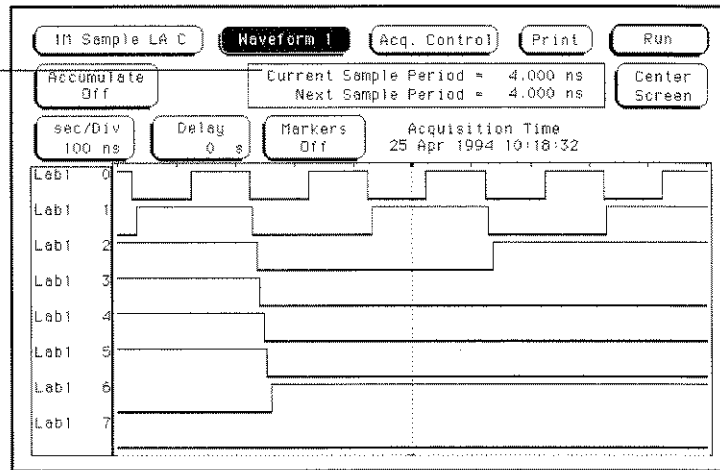 1M Sample LA C
Waveform 1
Acq. Control
Print
Run
Accumulate
Off
Current Sample Period = 4.000 ns
Next Sample Period = 4.000 ns
Center
Screen
sec/Div
100 ns
Delay
0 s
Markers
Off
Acquisition Time
25 Apr 1994 10:18:32
Lab1 0
Lab1 1
Lab1 2
Lab1 3
Lab1 4
Lab1 5
Lab1 6
Lab1 7